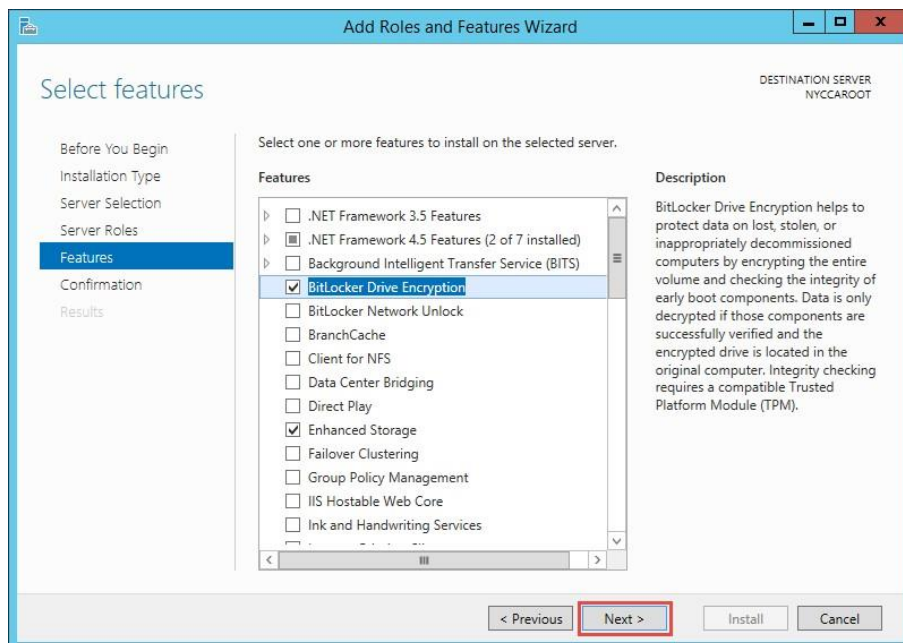 Add Roles and Features Wizard
Select features
DESTINATION SERVER
NYCCAROOT
Before You Begin
Installation Type
Server Selection
Server Roles
Features
Confirmation
Results
Select one or more features to install on the selected server.
Features
.NET Framework 3.5 Features
.NET Framework 4.5 Features (2 of 7 installed)
Background Intelligent Transfer Service (BITS)
BitLocker Drive Encryption
BitLocker Network Unlock
BranchCache
Client for NFS
Data Center Bridging
Direct Play
Enhanced Storage
Failover Clustering
Group Policy Management
IIS Hostable Web Core
Ink and Handwriting Services
Description
BitLocker Drive Encryption helps to
protect data on lost, stolen, or
inappropriately decommissioned
computers by encrypting the entire
volume and checking the integrity of
early boot components. Data is only
decrypted if those components are
successfully verified and the
encrypted drive is located in the
original computer. Integrity checking
requires a compatible Trusted
Platform Module (TPM).
< Previous
Next >
Install
Cancel